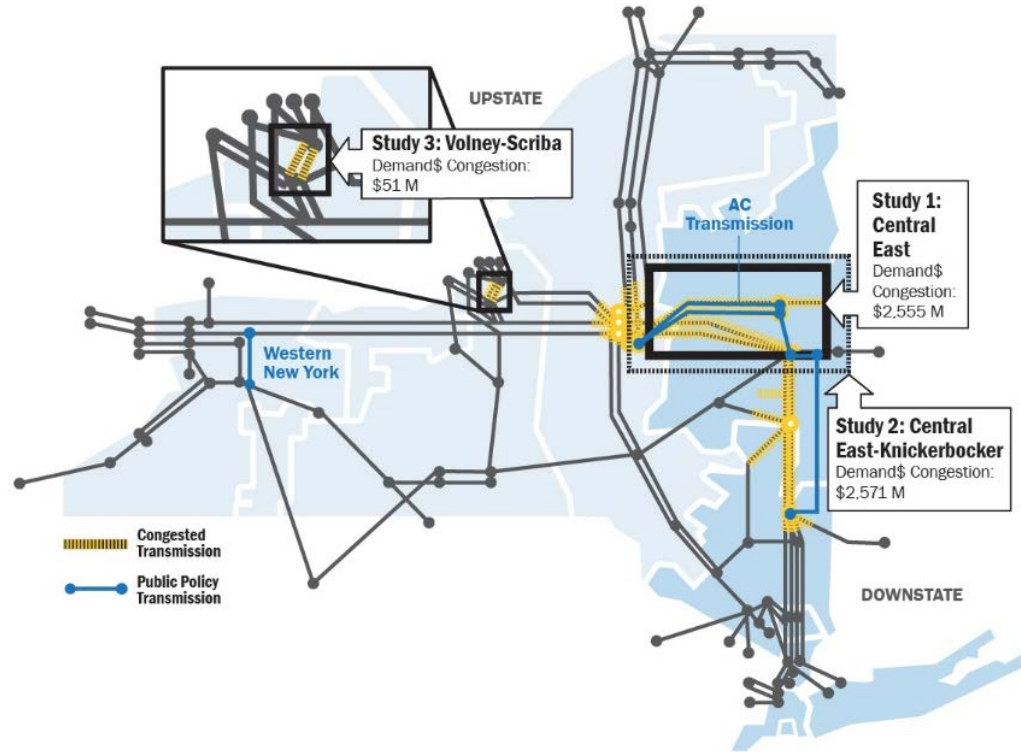 UPSTATE
Study 3: Volney-Scriba
Demand$ Congestion:
$51 M
AC
Transmission
Study 1:
Central
East
Demand$
Congestion:
$2,555 M
Western
New York
Study 2: Central
East-Knickerbocker
Demand$ Congestion:
$2,571 M
Congested
Transmission
Public Policy
Transmission
DOWNSTATE